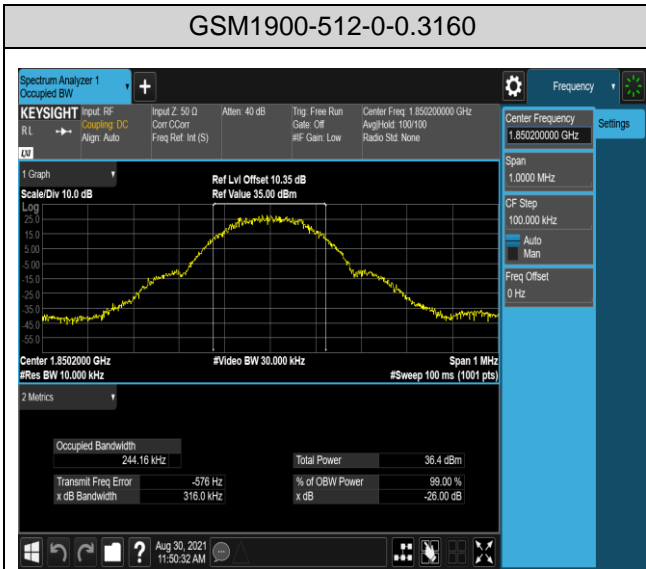 GSM1900-512-0-0.3160
Spectrum Analyzer 1
Occupied BW
+
Frequency
KEYSIGHT Input: RF Input Z: 50 Ω Atten: 40 dB Trig: Free Run Center Freq: 1.850200000 GHz
RL Coupling: DC Corr CCorr Gate: Off Avg|Hold: 100/100
Align: Auto Freq Ref: Int (S) #IF Gain: Low Radio Std: None
LXI
Center Frequency
1.850200000 GHz
Settings
Span
1.0000 MHz
CF Step
100.000 kHz
Auto
Man
Freq Offset
0 Hz
1 Graph
Ref Lvl Offset 10.35 dB
Scale/Div 10.0 dB Ref Value 35.00 dBm
Log
25.0
15.0
5.00
-5.00
-15.0
-25.0
-35.0
-45.0
-55.0
Center 1.8502000 GHz #Video BW 30.000 kHz Span 1 MHz
#Res BW 10.000 kHz #Sweep 100 ms (1001 pts)
2 Metrics
Occupied Bandwidth
244.16 kHz Total Power 36.4 dBm
Transmit Freq Error -576 Hz % of OBW Power 99.00 %
x dB Bandwidth 316.0 kHz x dB -26.00 dB
? Aug 30, 2021
11:50:32 AM